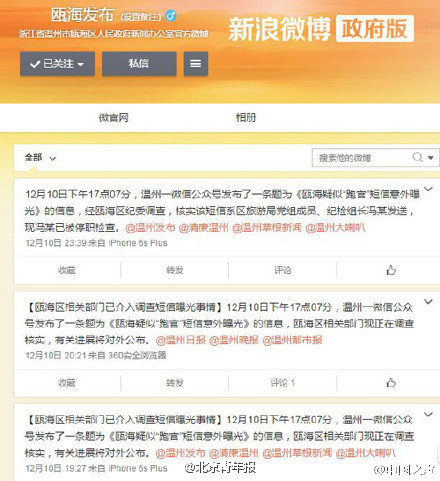 瓯海发布 (设置备注)
浙江省温州市瓯海区人民政府新闻办公室官方微博
新浪微博 政府版
已关注 私信
微官网 相册
全部 搜索他的微博
12月10日下午17点07分，温州一微信公众号发布了一条题为《瓯海疑似“跑官”短信意外曝
光》的信息，经瓯海区纪委调查，核实该短信系区旅游局党组成员、纪检组长冯某发送，
现冯某已被停职检查。@温州发布 @清廉温州 @温州草根新闻 @温州大喇叭
12月10日 23:39 来自 iPhone 6s Plus
收藏 转发 评论
【瓯海区相关部门已介入调查短信曝光事情】12月10日下午17点07分，温州一微信公众
号发布了一条题为《瓯海疑似“跑官”短信意外曝光》的信息，瓯海区相关部门现正在调查
核实，有关进展将对外公布。@温州日报 @温州晚报 @温州都市报
12月10日 20:21 来自 360安全浏览器
收藏 转发 评论 1
【瓯海区相关部门已介入调查短信曝光事情】12月10日下午17点07分，温州一微信公众
号发布了一条题为《瓯海疑似“跑官”短信意外曝光》的信息，瓯海区相关部门现正在调查
核实，有关进展将对外公布。@温州发布 @清廉温州 @温州草根新闻 @温州大喇叭
12月10日 19:27 来自 iPhone 6s Plus
@北京青年报
@中国之声